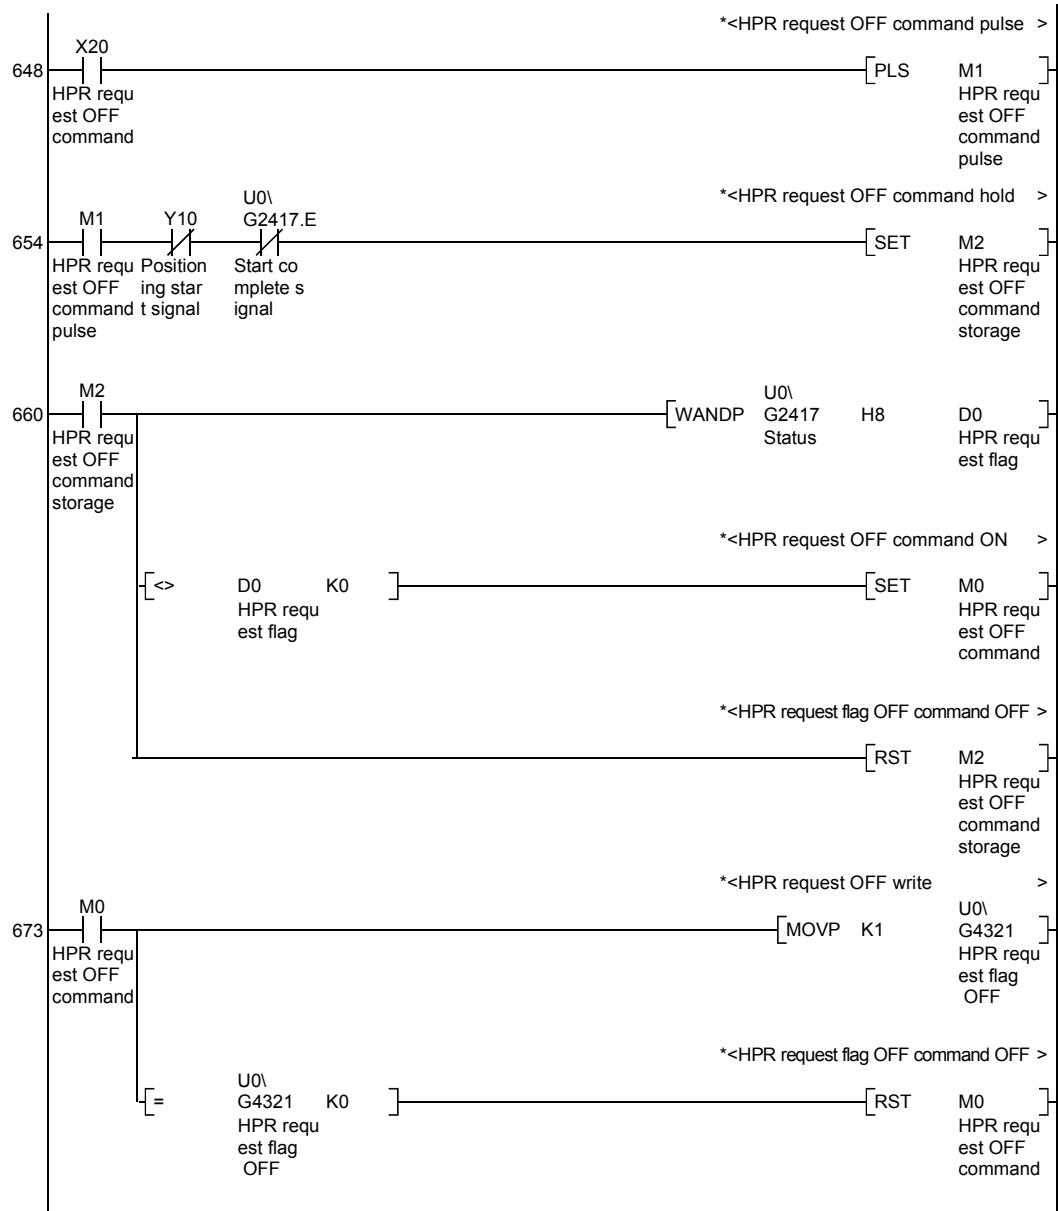 *<HPR request OFF command pulse >
X20
648 PLS M1
HPR requ HPR requ
est OFF est OFF
command command
pulse
*<HPR request OFF command hold >
U0\
M1 Y10 G2417.E
654 SET M2
HPR requ Position Start co HPR requ
est OFF ing star mplete s est OFF
command t signal ignal command
pulse storage
M2 U0\
660 WANDP G2417 H8 D0
HPR requ Status HPR requ
est OFF est flag
command
storage
*<HPR request OFF command ON >
<> D0 K0 SET M0
HPR requ HPR requ
est flag est OFF
command
*<HPR request flag OFF command OFF >
RST M2
HPR requ
est OFF
command
storage
*<HPR request OFF write >
M0 U0\
673 MOVP K1 G4321
HPR requ HPR requ
est OFF est flag
command OFF
*<HPR request flag OFF command OFF >
U0\
= G4321 K0 RST M0
HPR requ HPR requ
est flag est OFF
OFF command